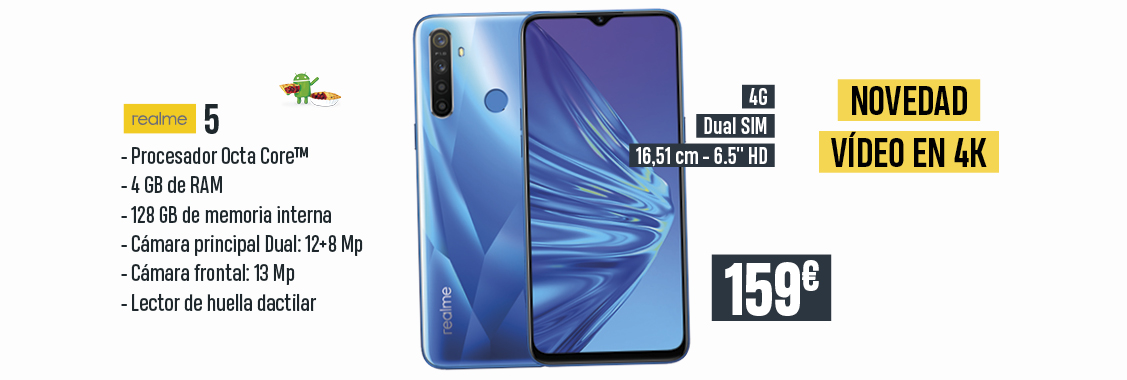 realme 5
- Procesador Octa Core™
- 4 GB de RAM
- 128 GB de memoria interna
- Cámara principal Dual: 12+8 Mp
- Cámara frontal: 13 Mp
- Lector de huella dactilar
realme
4G
Dual SIM
16,51 cm - 6.5" HD
NOVEDAD
VÍDEO EN 4K
159€